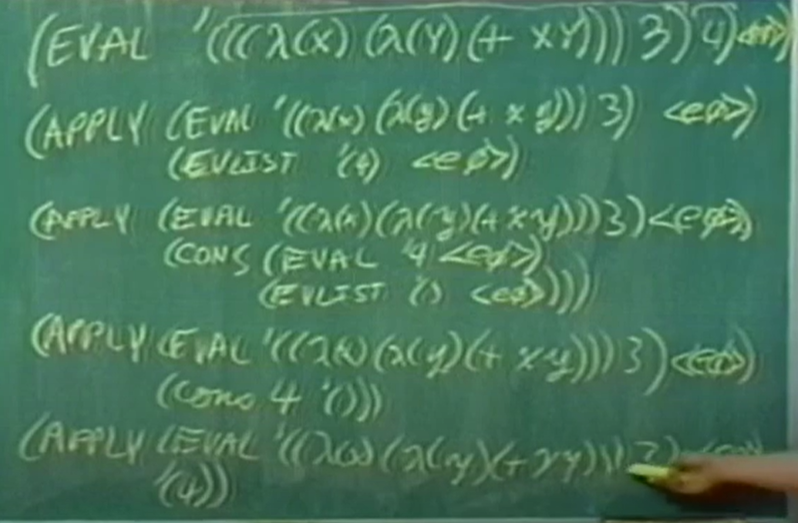 (EVAL '(((λ(x) (λ(y) (+ x y))) 3) 4) <e0>)
(APPLY (EVAL '((λ(x) (λ(y) (+ x y))) 3) <e0>)
(EVLIST '(4) <e0>)
(APPLY (EVAL '((λ(x) (λ(y) (+ x y))) 3) <e0>)
(CONS (EVAL '4 <e0>)
(EVLIST '() <e0>))))
(APPLY (EVAL '((λ(x) (λ(y) (+ x y))) 3) <e0>)
(cons 4 '()))
(APPLY (EVAL '((λ(x) (λ(y) (+ x y))) 3) <e0>
'(4))